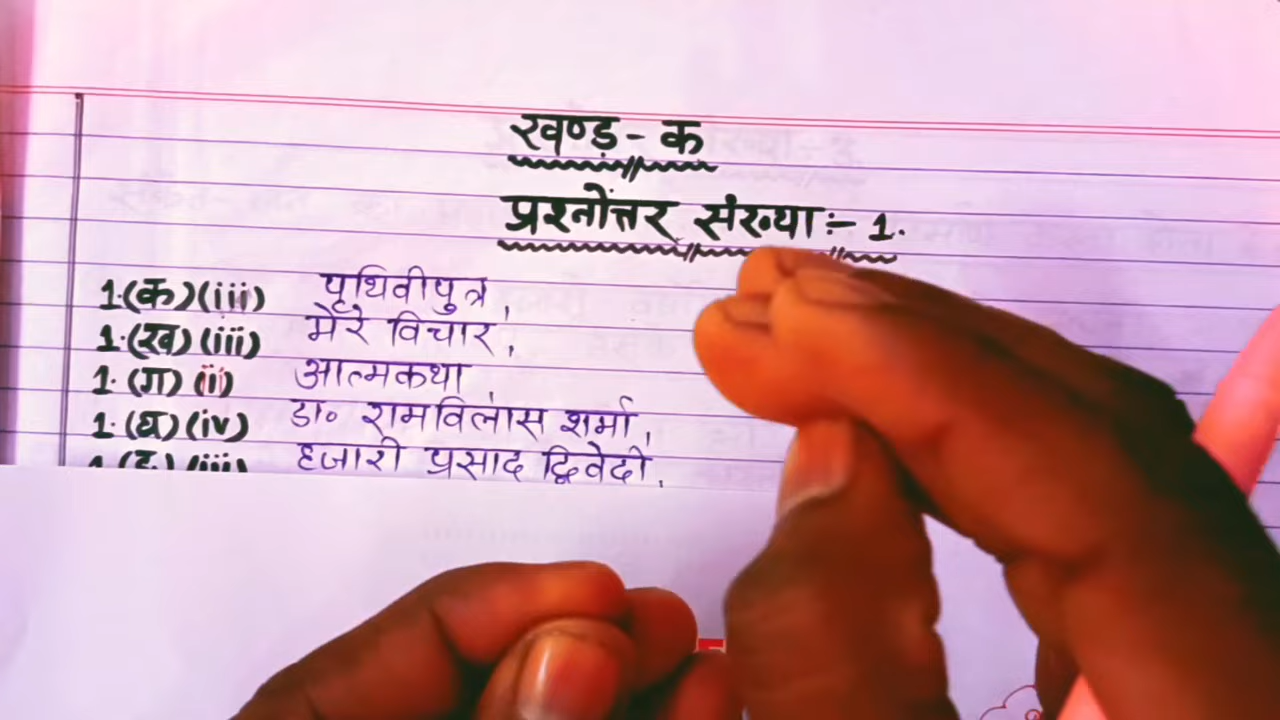 खण्ड - क
प्रश्नोत्तर संख्या:- 1.
1.(क)(iii) पृथिवीपुत्र,
1.(ख)(iii) मेरे विचार,
1.(ग)(ii) आत्मकथा,
1.(घ)(iv) डा० रामविलास शर्मा,
हजारी प्रसाद द्विवेदी,